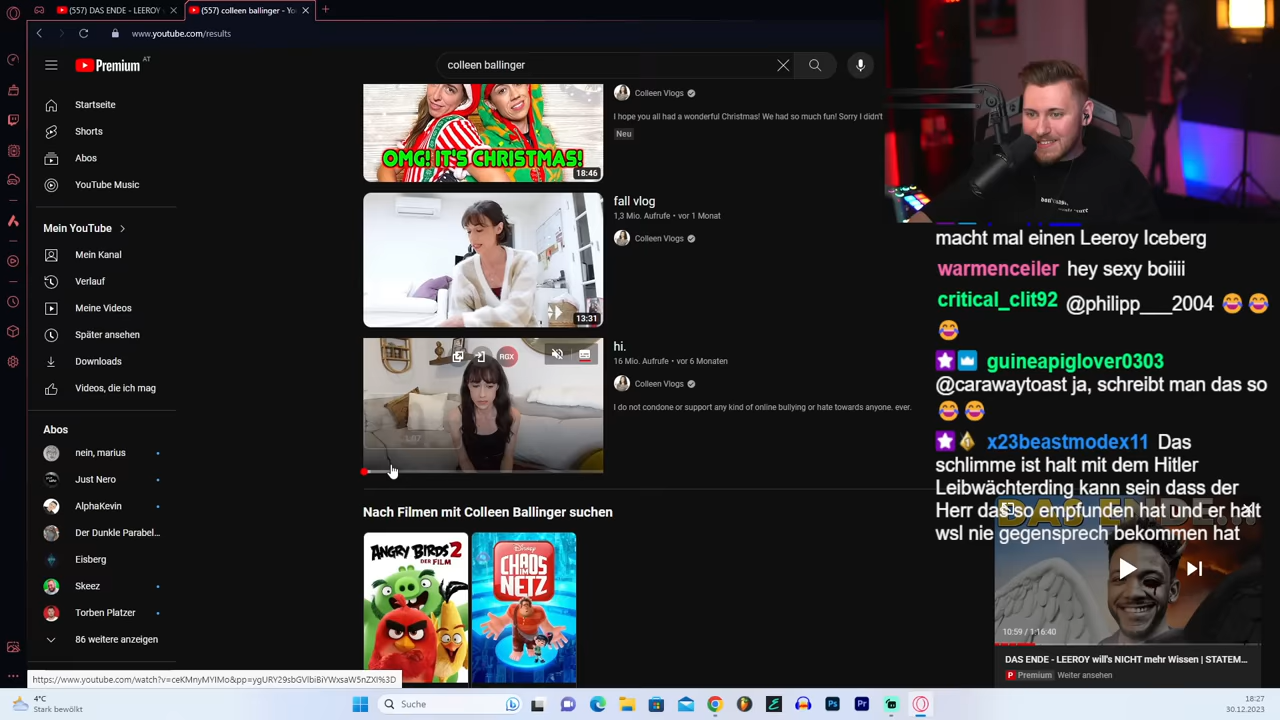 (557) DAS ENDE - LEEROY
(557) colleen ballinger - Yo
www.youtube.com/results
Premium AT
colleen ballinger
Startseite
Shorts
Abos
YouTube Music
Mein YouTube
Mein Kanal
Verlauf
Meine Videos
Später ansehen
Downloads
Videos, die ich mag
Abos
nein, marius
Just Nero
AlphaKevin
Der Dunkle Parabel...
Eisberg
Skeez
Torben Platzer
86 weitere anzeigen
OMG! IT'S CHRISTMAS!
18:46
Colleen Vlogs
I hope you all had a wonderful Christmas! We had so much fun! Sorry I didn't
Neu
13:31
fall vlog
1,3 Mio. Aufrufe • vor 1 Monat
Colleen Vlogs
RGX
hi.
16 Mio. Aufrufe • vor 6 Monaten
Colleen Vlogs
I do not condone or support any kind of online bullying or hate towards anyone. ever.
Nach Filmen mit Colleen Ballinger suchen
ANGRY BIRDS 2
DER FILM
Disney
CHAOS IM NETZ
macht mal einen Leeroy Iceberg
warmenceiler hey sexy boiiii
critical_clit92 @philipp___2004 😂😂
😂
guineapiglover0303
@carawaytoast ja, schreibt man das so
😂😂
x23beastmodex11 Das
schlimme ist halt mit dem Hitler
Leibwächterding kann sein dass der
Herr das so empfunden hat und er halt
wsl nie gegensprech bekommen hat
DAS ENDE...
10:59 / 1:16:40
DAS ENDE - LEEROY will's NICHT mehr Wissen | STATEM...
Premium Weiter ansehen
https://www.youtube.com/watch?v=ceKMnyMYIMo&pp=ygURY29sbGVlbiBiYWxsaW5nZXI%3D
4°C
Stark bewölkt
Suche
Ps
Pr
18:27
30.12.2023